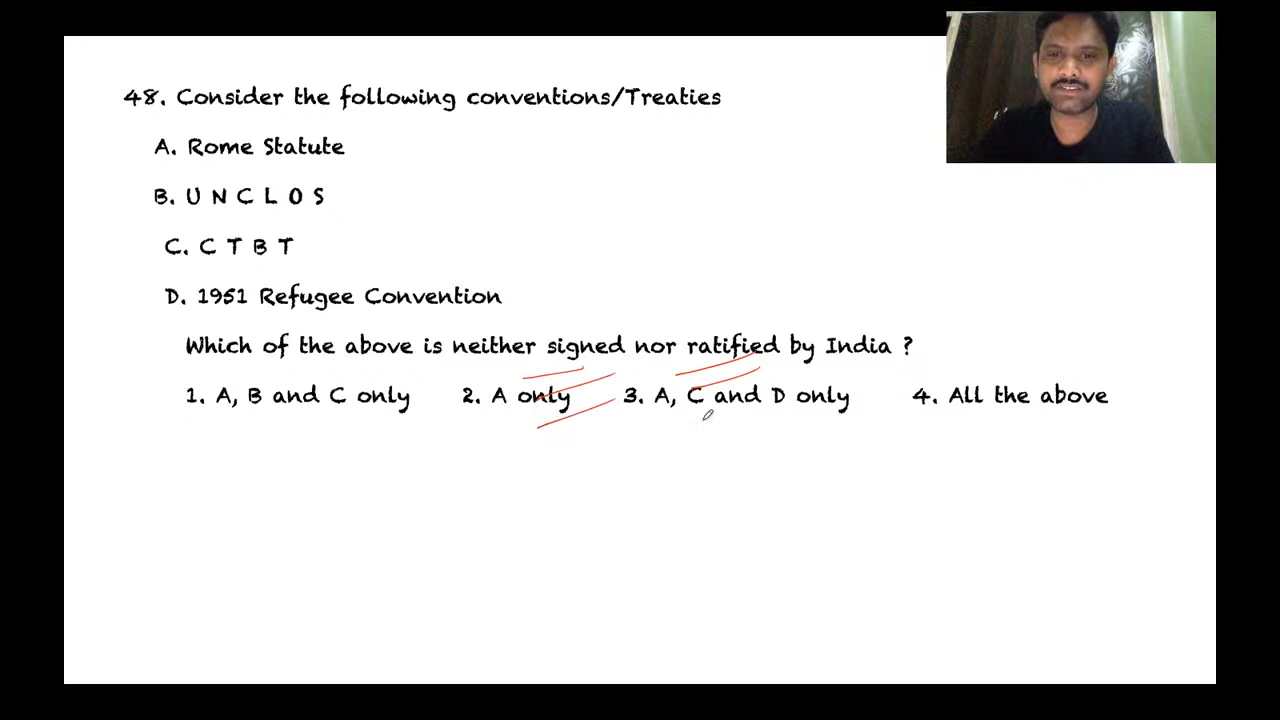 48. Consider the following conventions/Treaties
A. Rome Statute
B. U N C L O S
C. C T B T
D. 1951 Refugee Convention
Which of the above is neither signed nor ratified by India ?
1. A, B and C only 2. A only 3. A, C and D only 4. All the above